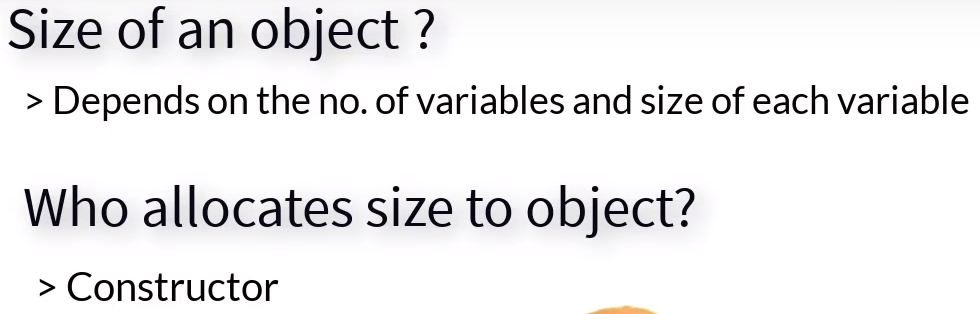 Size of an object ?
> Depends on the no. of variables and size of each variable
Who allocates size to object?
> Constructor